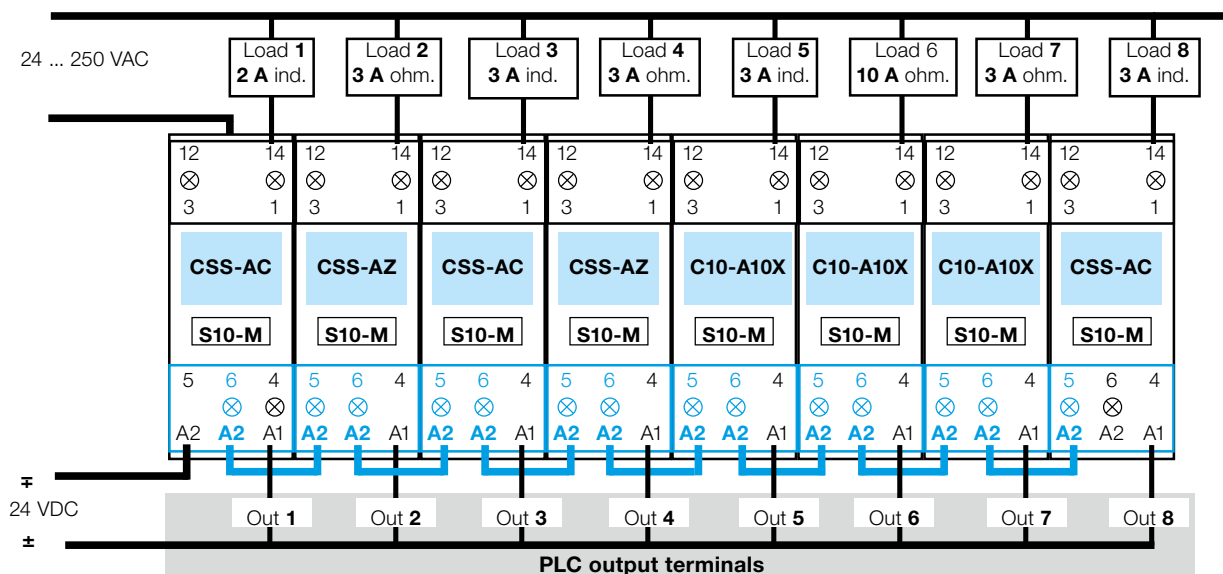 Load 1 Load 2 Load 3 Load 4 Load 5 Load 6 Load 7 Load 8
24 ... 250 VAC
2 A ind. 3 A ohm. 3 A ind. 3 A ohm. 3 A ind. 10 A ohm. 3 A ohm. 3 A ind.
12 14 12 14 12 14 12 14 12 14 12 14 12 14 12 14
3 1 3 1 3 1 3 1 3 1 3 1 3 1 3 1
CSS-AC CSS-AZ CSS-AC CSS-AZ C10-A10X C10-A10X C10-A10X CSS-AC
S10-M S10-M S10-M S10-M S10-M S10-M S10-M S10-M
5 6 4 5 6 4 5 6 4 5 6 4 5 6 4 5 6 4 5 6 4 5 6 4
A2 A2 A1 A2 A2 A1 A2 A2 A1 A2 A2 A1 A2 A2 A1 A2 A2 A1 A2 A2 A1 A2 A2 A1
∓
24 VDC
Out 1 Out 2 Out 3 Out 4 Out 5 Out 6 Out 7 Out 8
±
PLC output terminals